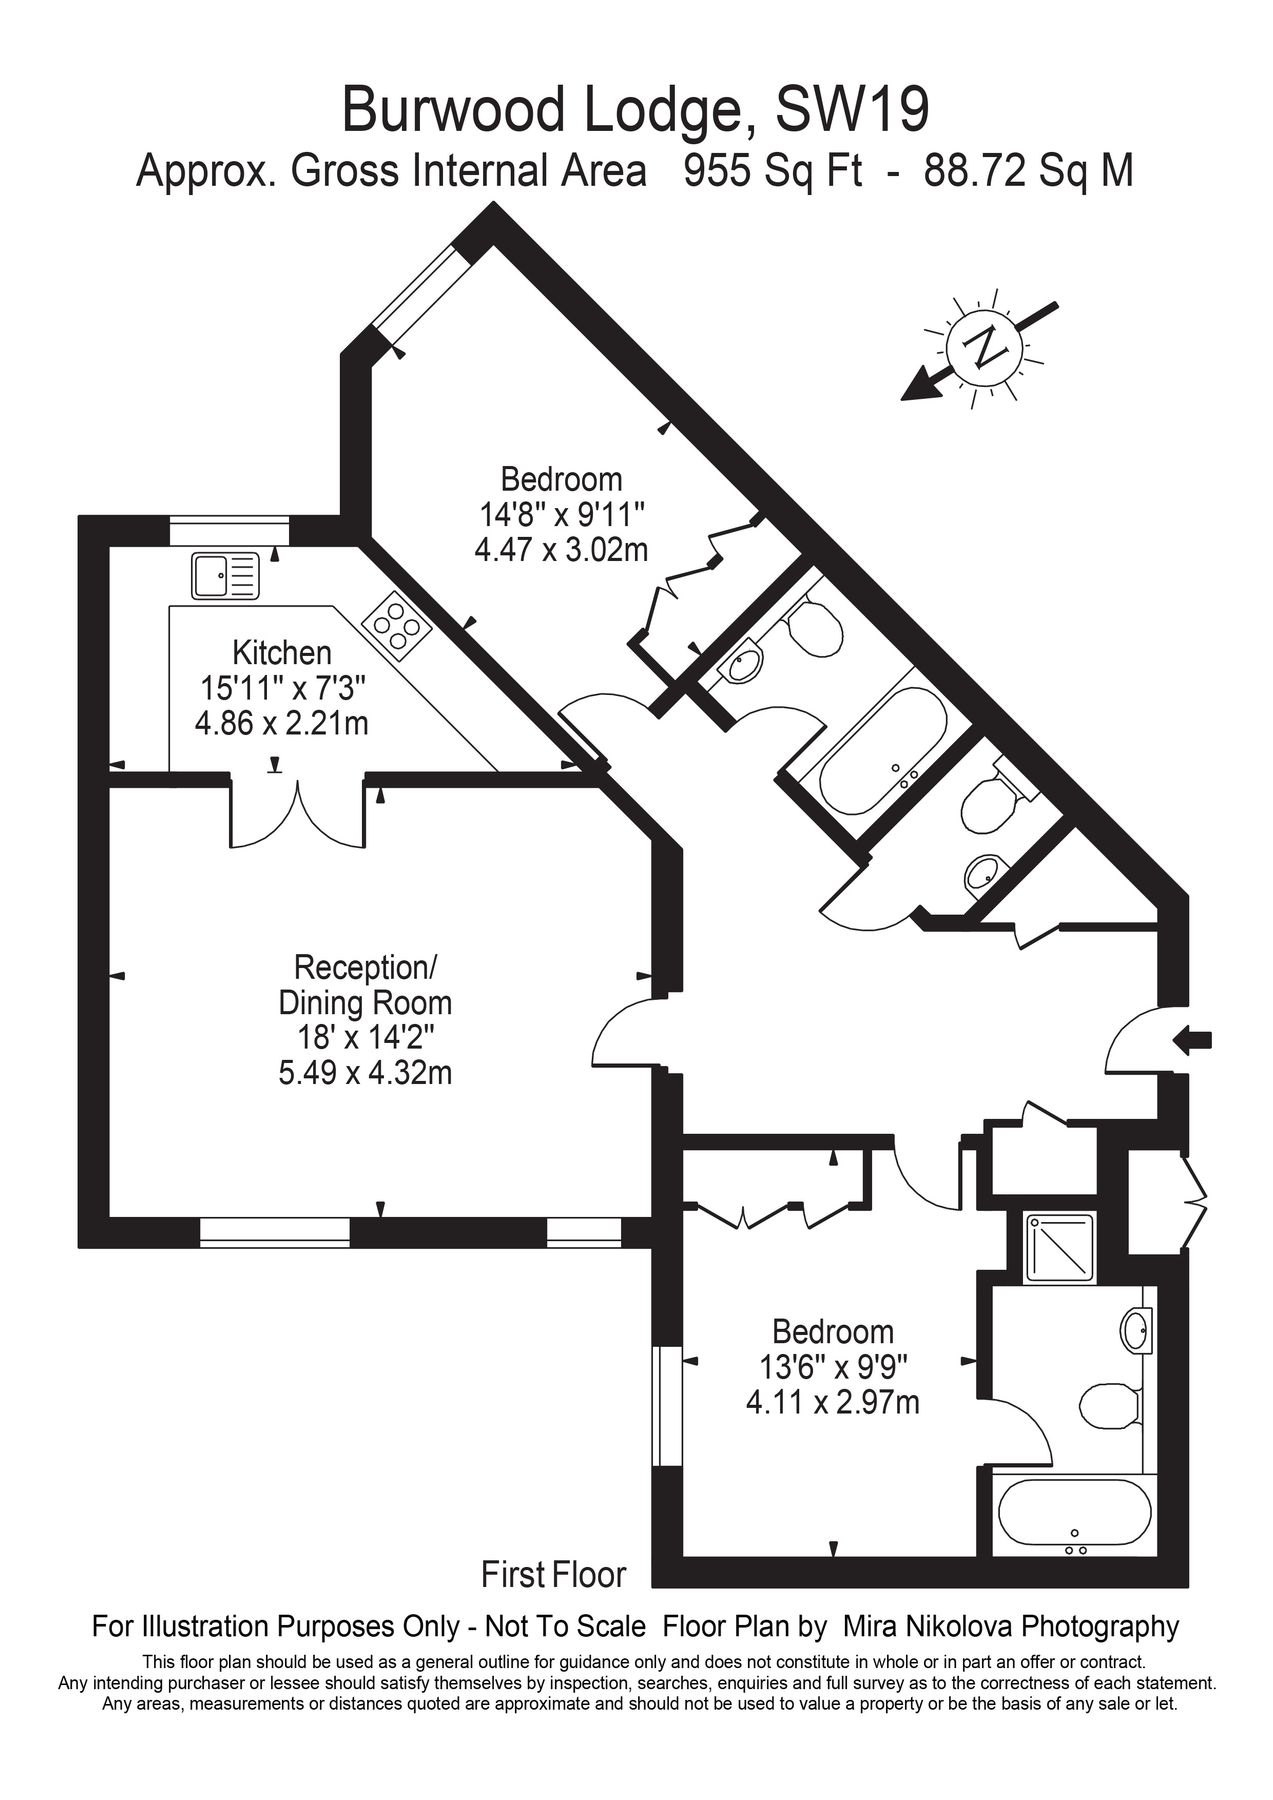 Burwood Lodge, SW19
Approx. Gross Internal Area 955 Sq Ft - 88.72 Sq M
N
Bedroom
14'8" x 9'11"
4.47 x 3.02m
Kitchen
15'11" x 7'3"
4.86 x 2.21m
Reception/
Dining Room
18' x 14'2"
5.49 x 4.32m
Bedroom
13'6" x 9'9"
4.11 x 2.97m
First Floor
For Illustration Purposes Only - Not To Scale Floor Plan by Mira Nikolova Photography
This floor plan should be used as a general outline for guidance only and does not constitute in whole or in part an offer or contract.
Any intending purchaser or lessee should satisfy themselves by inspection, searches, enquiries and full survey as to the correctness of each statement.
Any areas, measurements or distances quoted are approximate and should not be used to value a property or be the basis of any sale or let.